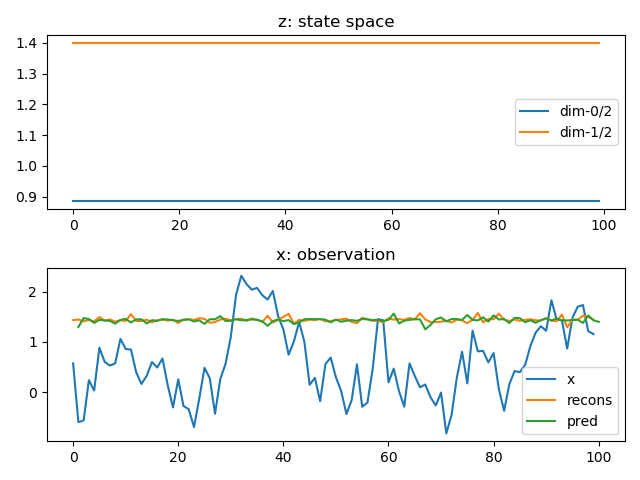 z: state space
1.4
1.3
1.2
1.1
1.0
0.9
dim-0/2
dim-1/2
0 20 40 60 80 100
x: observation
2
1
0
x
recons
pred
0 20 40 60 80 100